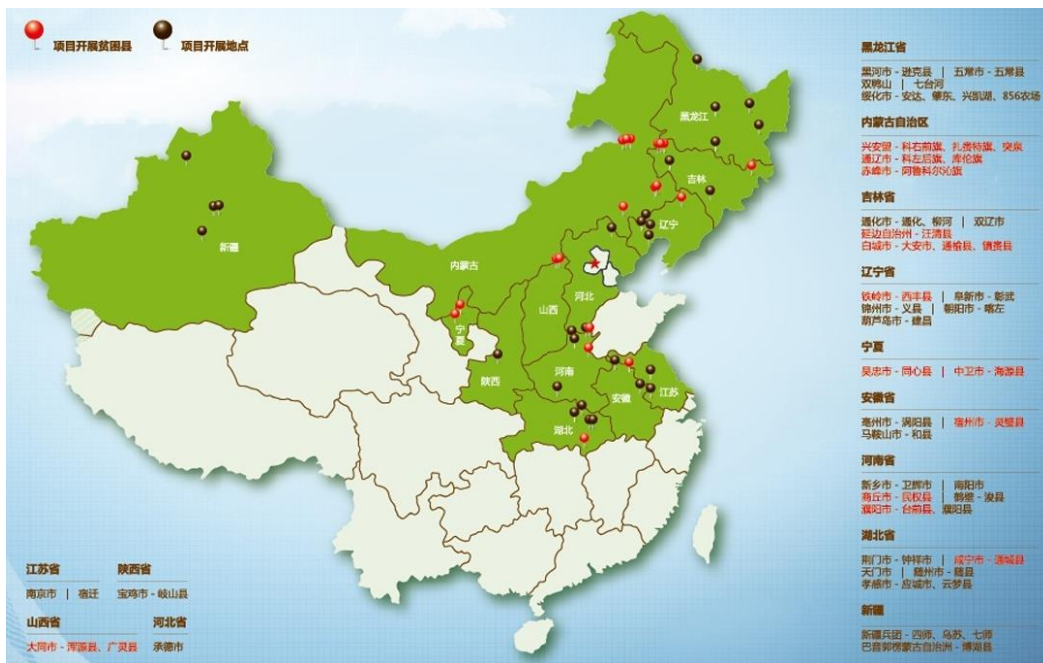 项目开展贫困县
项目开展地点
黑龙江
吉林
辽宁
内蒙古
新疆
河北
山西
宁夏
陕西
河南
安徽
江苏
湖北
黑龙江省
黑河市 - 逊克县 | 五常市 - 五常县
双鸭山 | 七台河
绥化市 - 安达、肇东、兴凯湖、856农场
内蒙古自治区
兴安盟 - 科右前旗、扎赉特旗、突泉
通辽市 - 科左后旗、库伦旗
赤峰市 - 阿鲁科尔沁旗
吉林省
通化市 - 通化、柳河 | 双辽市
延边自治州 - 汪清县
白城市 - 大安市、通榆县、镇赉县
辽宁省
铁岭市 - 西丰县 | 阜新市 - 彰武
锦州市 - 义县 | 朝阳市 - 喀左
葫芦岛市 - 建昌
宁夏
吴忠市 - 同心县 | 中卫市 - 海源县
安徽省
亳州市 - 涡阳县 | 宿州市 - 灵璧县
马鞍山市 - 和县
河南省
新乡市 - 卫辉市 | 南阳市
商丘市 - 民权县 | 鹤壁 - 浚县
濮阳市 - 台前县、濮阳县
湖北省
荆门市 - 钟祥市 | 咸宁市 - 通城县
天门市 | 随州市 - 随县
孝感市 - 应城市、云梦县
新疆
新疆兵团 - 四师、乌苏、七师
巴音郭楞蒙古自治洲 - 博湖县
江苏省
南京市 | 宿迁
陕西省
宝鸡市 - 岐山县
山西省
大同市 - 浑源县、广灵县
河北省
承德市